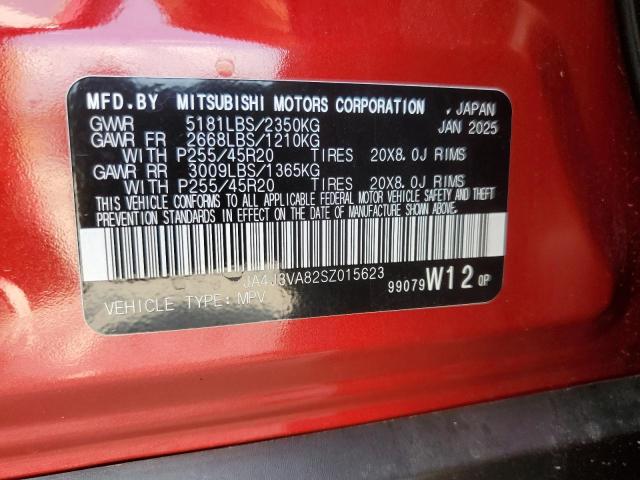 MFD.BY MITSUBISHI MOTORS CORPORATION, JAPAN
GWWR 5181LBS/2350KG JAN 2025
GAWR FR 2668LBS/1210KG
WITH P255/45R20 TIRES 20X8.0J RIMS
GAWR RR 3009LBS/1365KG
WITH P255/45R20 TIRES 20X8.0J RIMS
THIS VEHICLE CONFORMS TO ALL APPLICABLE FEDERAL MOTOR VEHICLE SAFETY AND THEFT
PREVENTION STANDARDS IN EFFECT ON THE DATE OF MANUFACTURE SHOWN ABOVE.
JA4J3VA82SZ015623
99079 W12 0P
VEHICLE TYPE: MPV